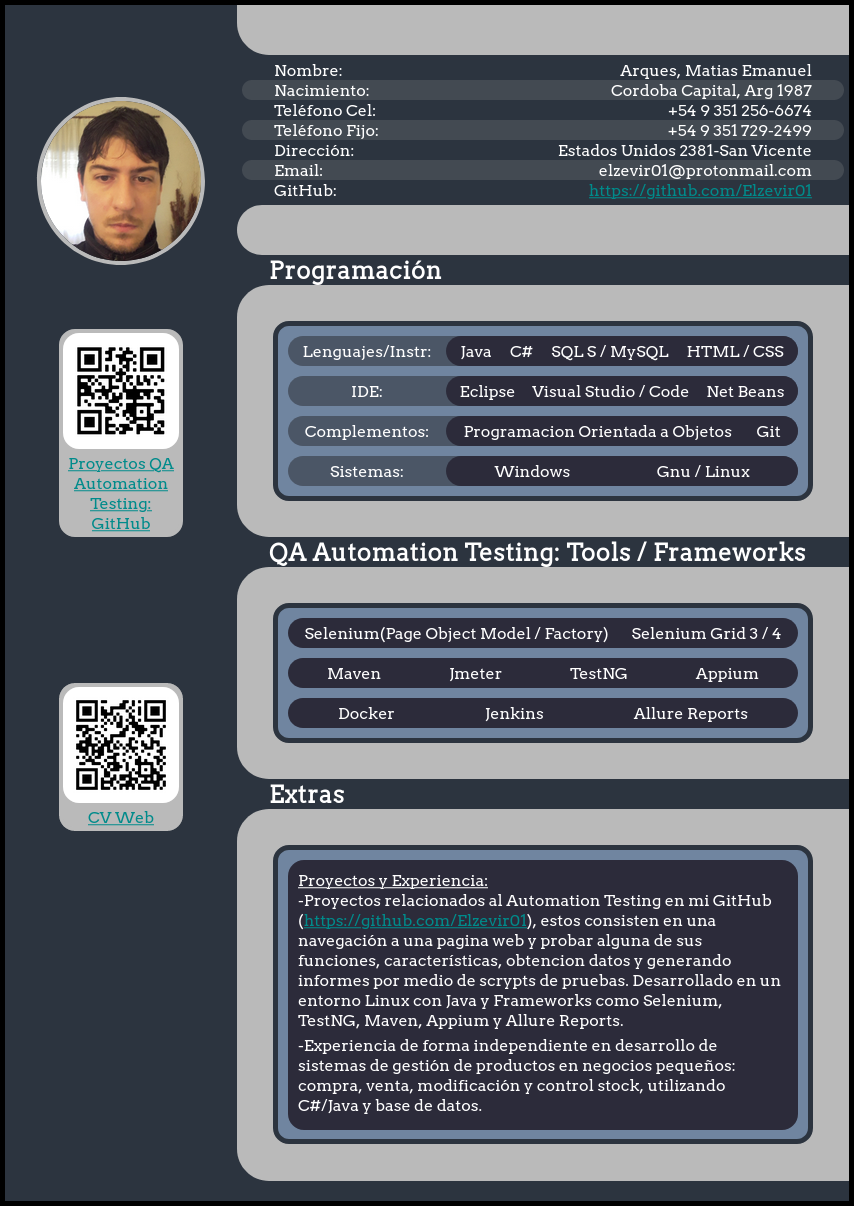 Nombre: Arques, Matias Emanuel
Nacimiento: Cordoba Capital, Arg 1987
Teléfono Cel: +54 9 351 256-6674
Teléfono Fijo: +54 9 351 729-2499
Dirección: Estados Unidos 2381-San Vicente
Email: elzevir01@protonmail.com
GitHub: https://github.com/Elzevir01
Proyectos QA
Automation
Testing:
GitHub
CV Web
Programación
Lenguajes/Instr: Java C# SQL S / MySQL HTML / CSS
IDE: Eclipse Visual Studio / Code Net Beans
Complementos: Programacion Orientada a Objetos Git
Sistemas: Windows Gnu / Linux
QA Automation Testing: Tools / Frameworks
Selenium(Page Object Model / Factory) Selenium Grid 3 / 4
Maven Jmeter TestNG Appium
Docker Jenkins Allure Reports
Extras
Proyectos y Experiencia:
-Proyectos relacionados al Automation Testing en mi GitHub
(https://github.com/Elzevir01), estos consisten en una
navegación a una pagina web y probar alguna de sus
funciones, características, obtencion datos y generando
informes por medio de scrypts de pruebas. Desarrollado en un
entorno Linux con Java y Frameworks como Selenium,
TestNG, Maven, Appium y Allure Reports.
-Experiencia de forma independiente en desarrollo de
sistemas de gestión de productos en negocios pequeños:
compra, venta, modificación y control stock, utilizando
C#/Java y base de datos.